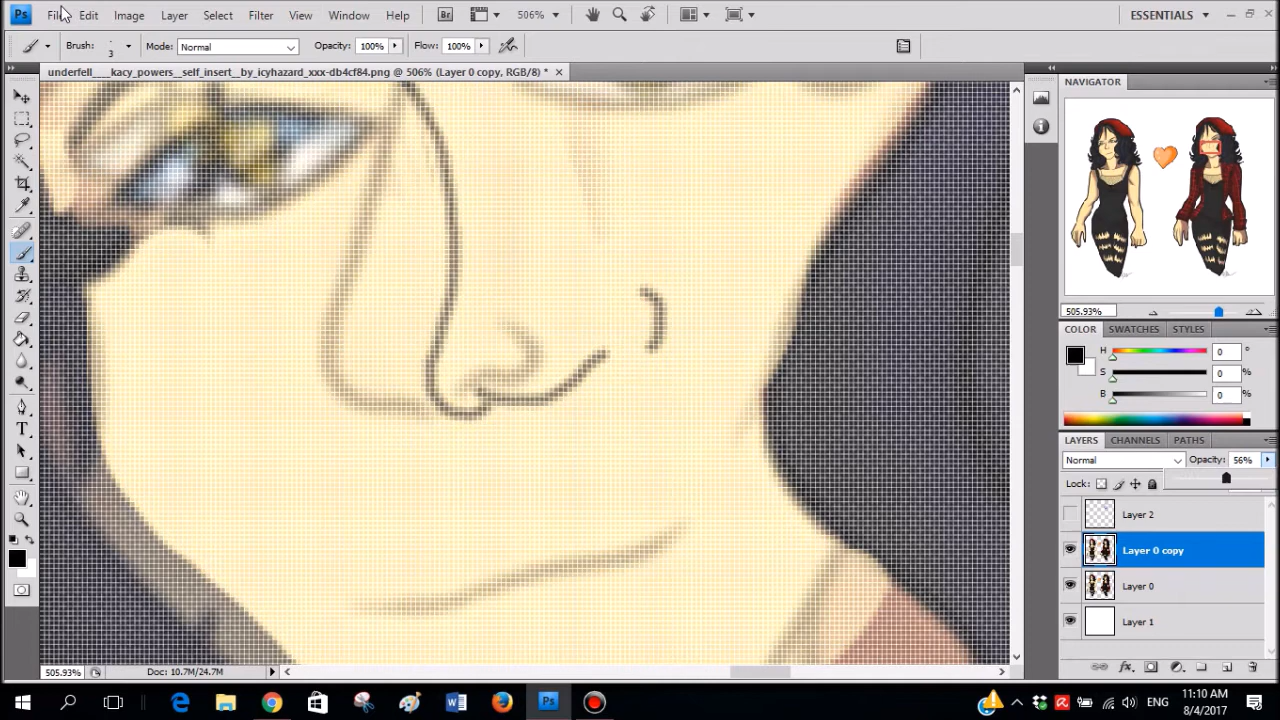 Ps File Edit Image Layer Select Filter View Window Help Br 506% ESSENTIALS
Brush: 3 Mode: Normal Opacity: 100% Flow: 100%
underfell____kacy_powers__self_insert__by_icyhazard_xxx-db4cf84.png @ 506% (Layer 0 copy, RGB/8) *
NAVIGATOR
505.93%
COLOR SWATCHES STYLES
H 0 °
S 0 %
B 0 %
LAYERS CHANNELS PATHS
Normal Opacity: 56%
Lock:
Layer 2
Layer 0 copy
Layer 0
Layer 1
505.93% Doc: 10.7M/24.7M
ENG 11:10 AM
8/4/2017